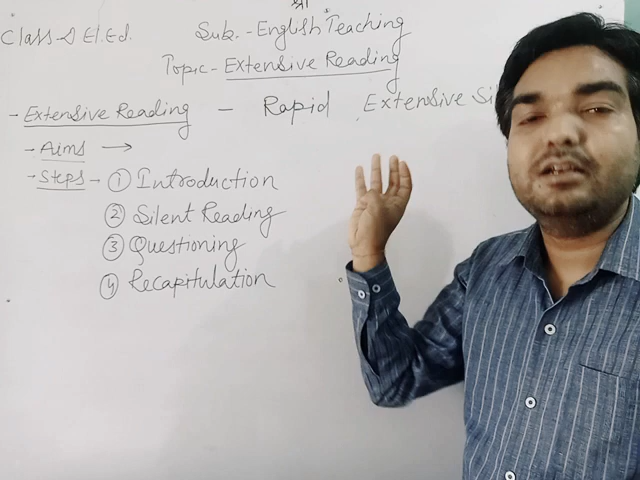 श्री
Class-D El.Ed. Sub.-English Teaching
Topic- Extensive Reading
- Extensive Reading - Rapid Extensive
- Aims →
- Steps - ① Introduction
② Silent Reading
③ Questioning
④ Recapitulation